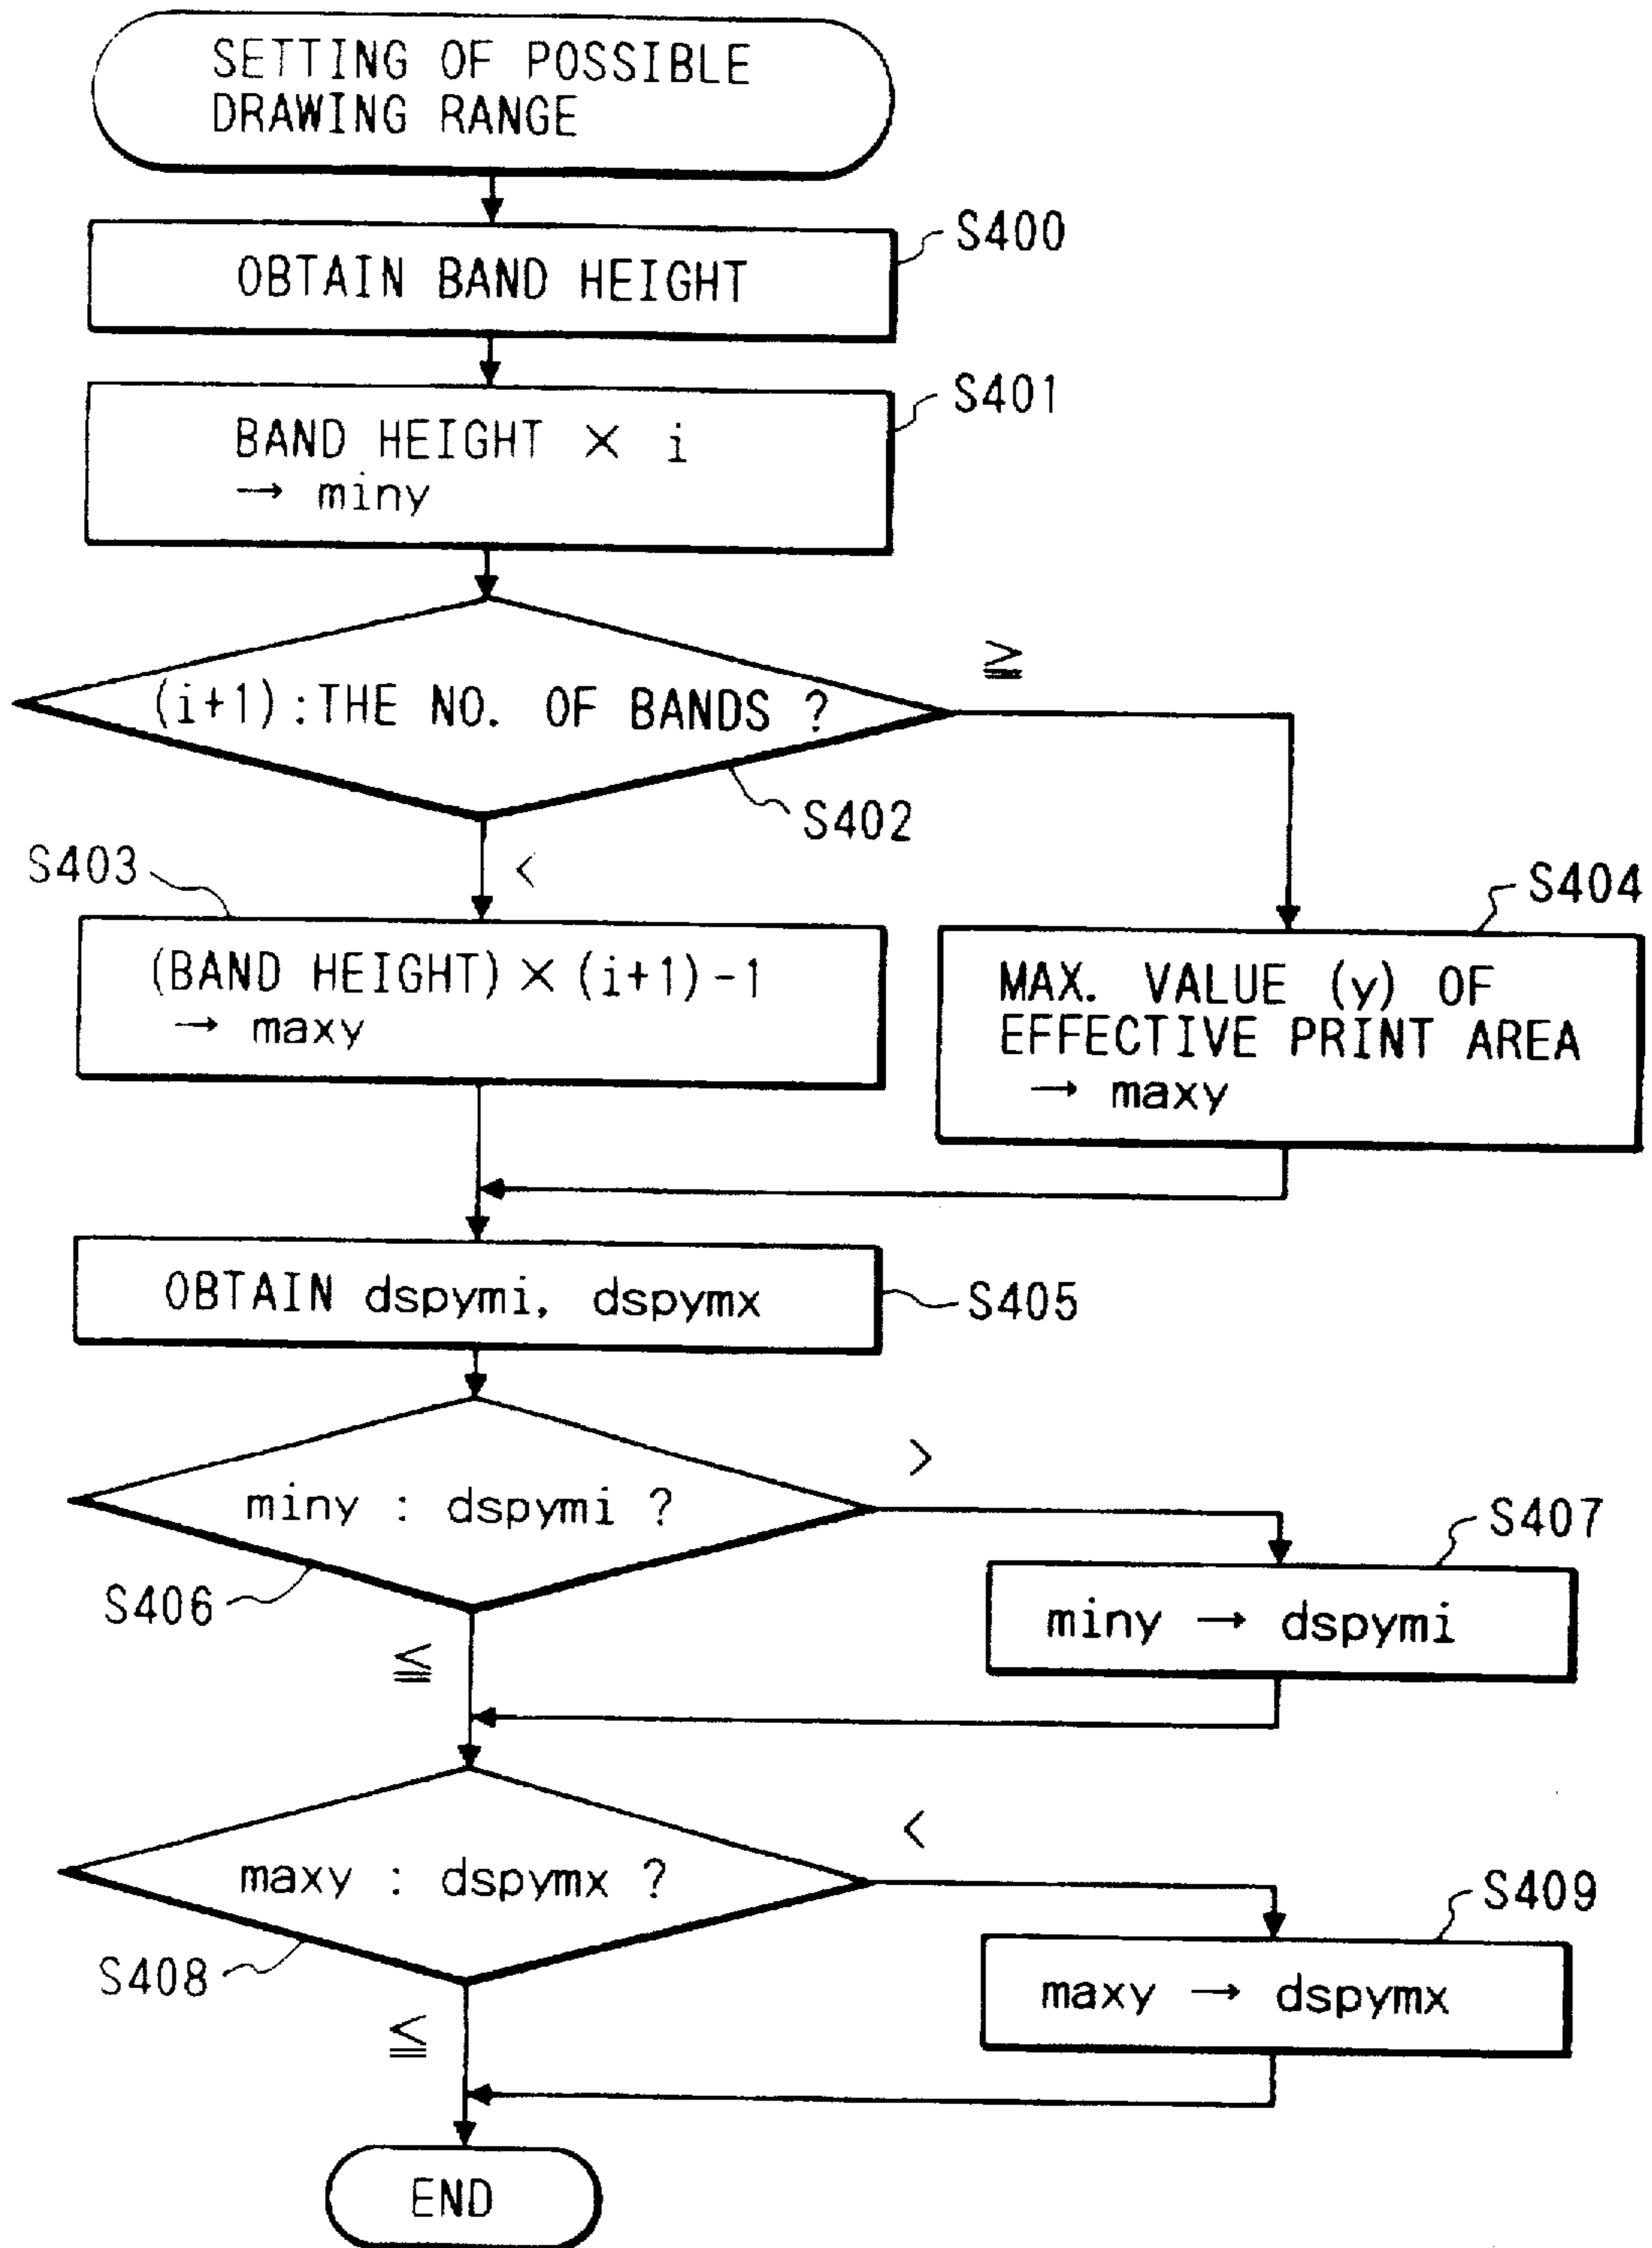 SETTING OF POSSIBLE
DRAWING RANGE
S400
OBTAIN BAND HEIGHT
S401
BAND HEIGHT × i
→ miny
≧
(i+1):THE NO. OF BANDS ?
S402
<
S403
(BAND HEIGHT) × (i+1)-1
→ maxy
S404
MAX. VALUE (y) OF
EFFECTIVE PRINT AREA
→ maxy
OBTAIN dspymi, dspymx
S405
miny : dspymi ?
>
S406
≦
S407
miny → dspymi
maxy : dspymx ?
<
S408
≦
S409
maxy → dspymx
END